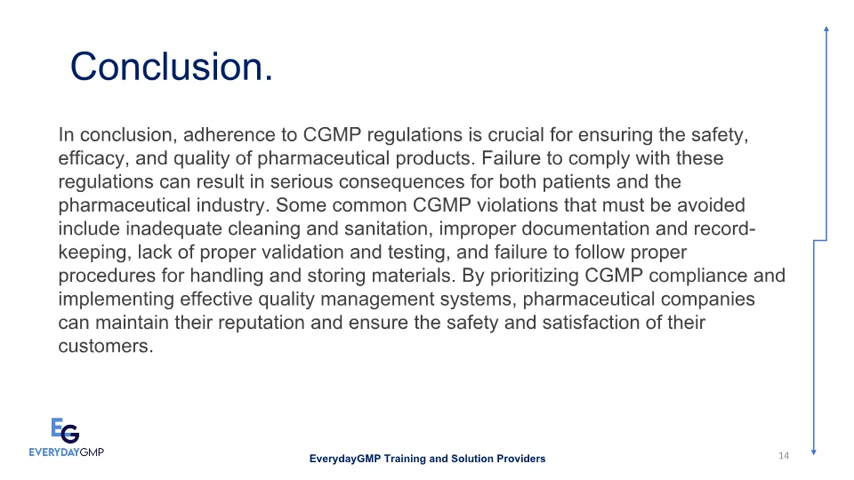 Conclusion.
In conclusion, adherence to CGMP regulations is crucial for ensuring the safety,
efficacy, and quality of pharmaceutical products. Failure to comply with these
regulations can result in serious consequences for both patients and the
pharmaceutical industry. Some common CGMP violations that must be avoided
include inadequate cleaning and sanitation, improper documentation and record-
keeping, lack of proper validation and testing, and failure to follow proper
procedures for handling and storing materials. By prioritizing CGMP compliance and
implementing effective quality management systems, pharmaceutical companies
can maintain their reputation and ensure the safety and satisfaction of their
customers.
EG
EVERYDAYGMP
EverydayGMP Training and Solution Providers
14